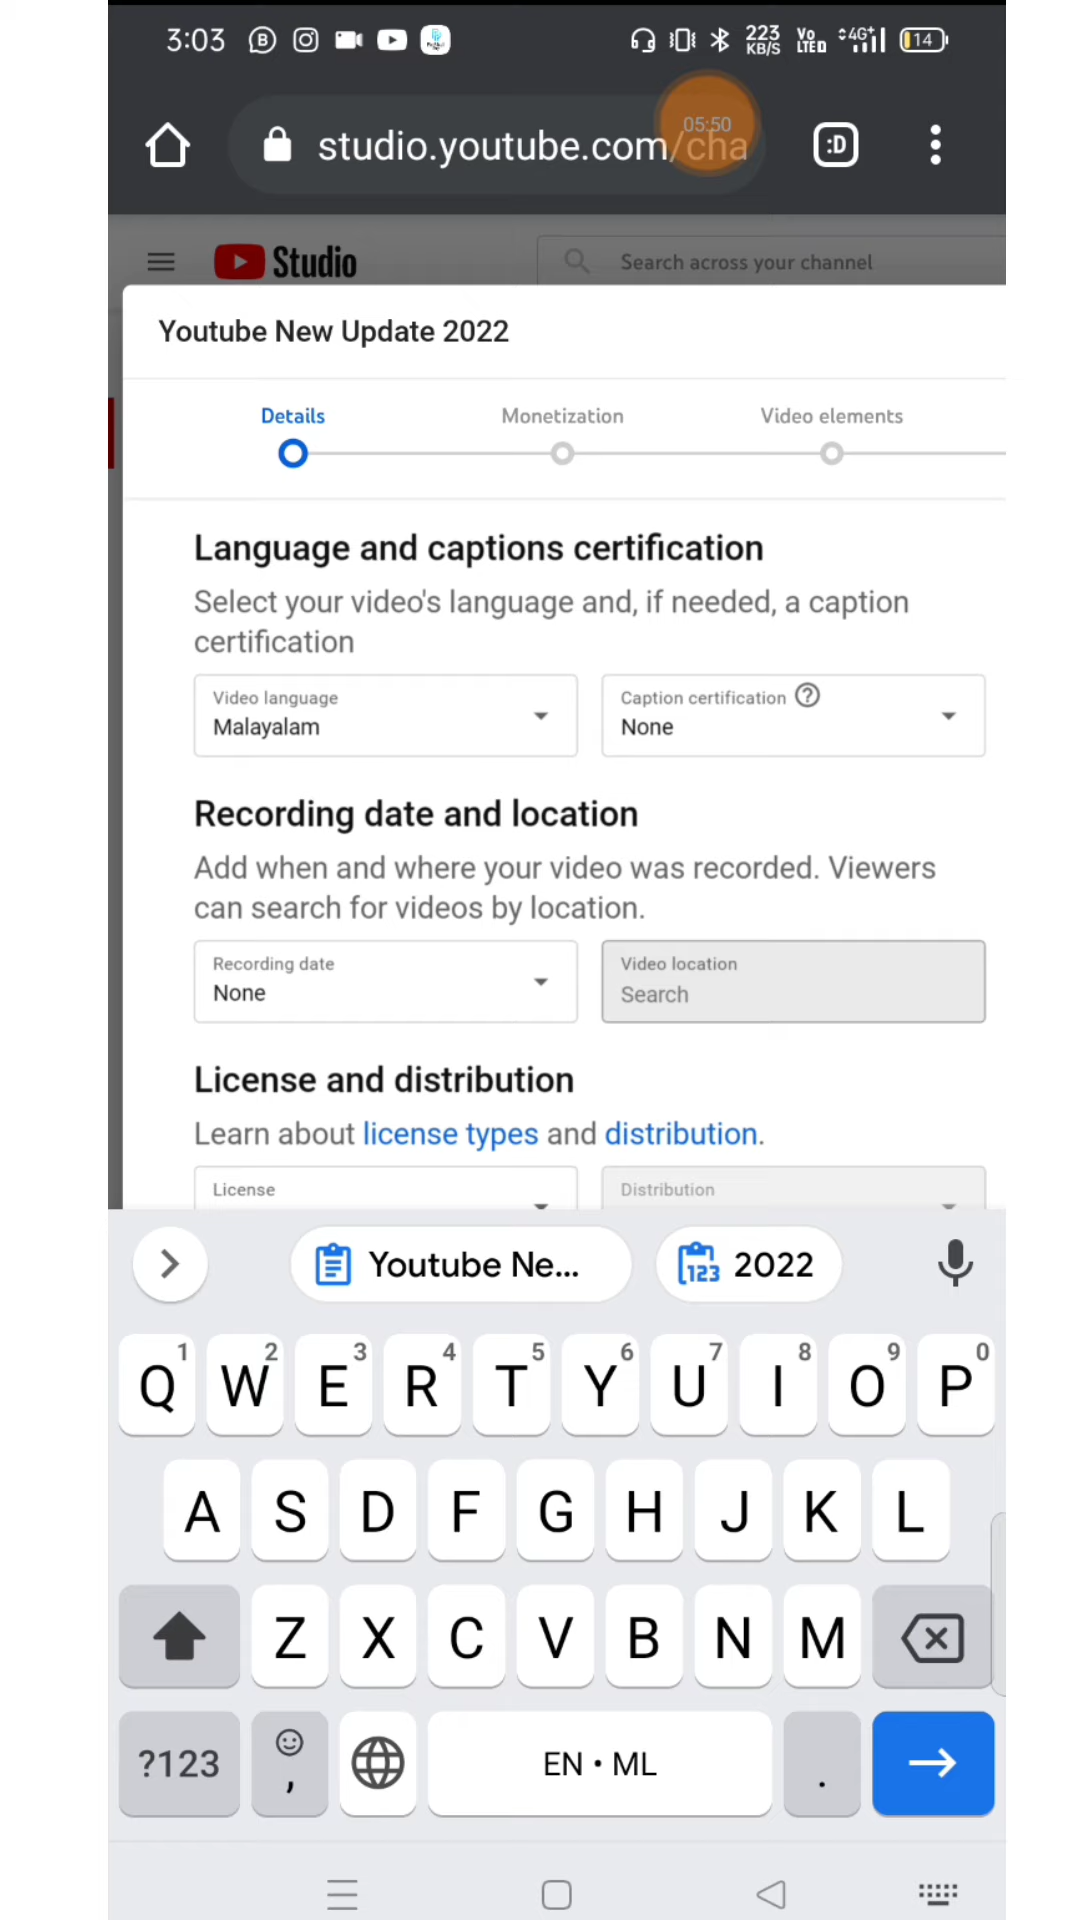 3:03
223 KB/S
Vo LTE
4G+
14
05:50
studio.youtube.com/cha
:D
Studio
Search across your channel
Youtube New Update 2022
Details
Monetization
Video elements
Language and captions certification
Select your video's language and, if needed, a caption
certification
Video language
Caption certification
Malayalam
None
Recording date and location
Add when and where your video was recorded. Viewers
can search for videos by location.
Recording date
Video location
None
Search
License and distribution
Learn about license types and distribution.
License
Distribution
Youtube Ne...
123 2022
1 2 3 4 5 6 7 8 9 0
Q W E R T Y U I O P
A S D F G H J K L
Z X C V B N M
?123 , EN • ML .